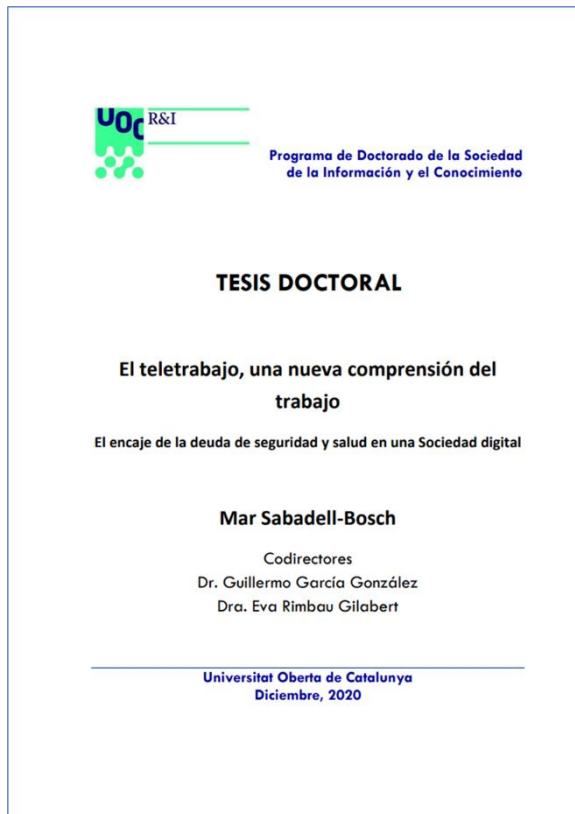 UOC R&I
Programa de Doctorado de la Sociedad
de la Información y el Conocimiento
TESIS DOCTORAL
El teletrabajo, una nueva comprensión del
trabajo
El encaje de la deuda de seguridad y salud en una Sociedad digital
Mar Sabadell-Bosch
Codirectores
Dr. Guillermo García González
Dra. Eva Rimbau Gilabert
Universitat Oberta de Catalunya
Diciembre, 2020